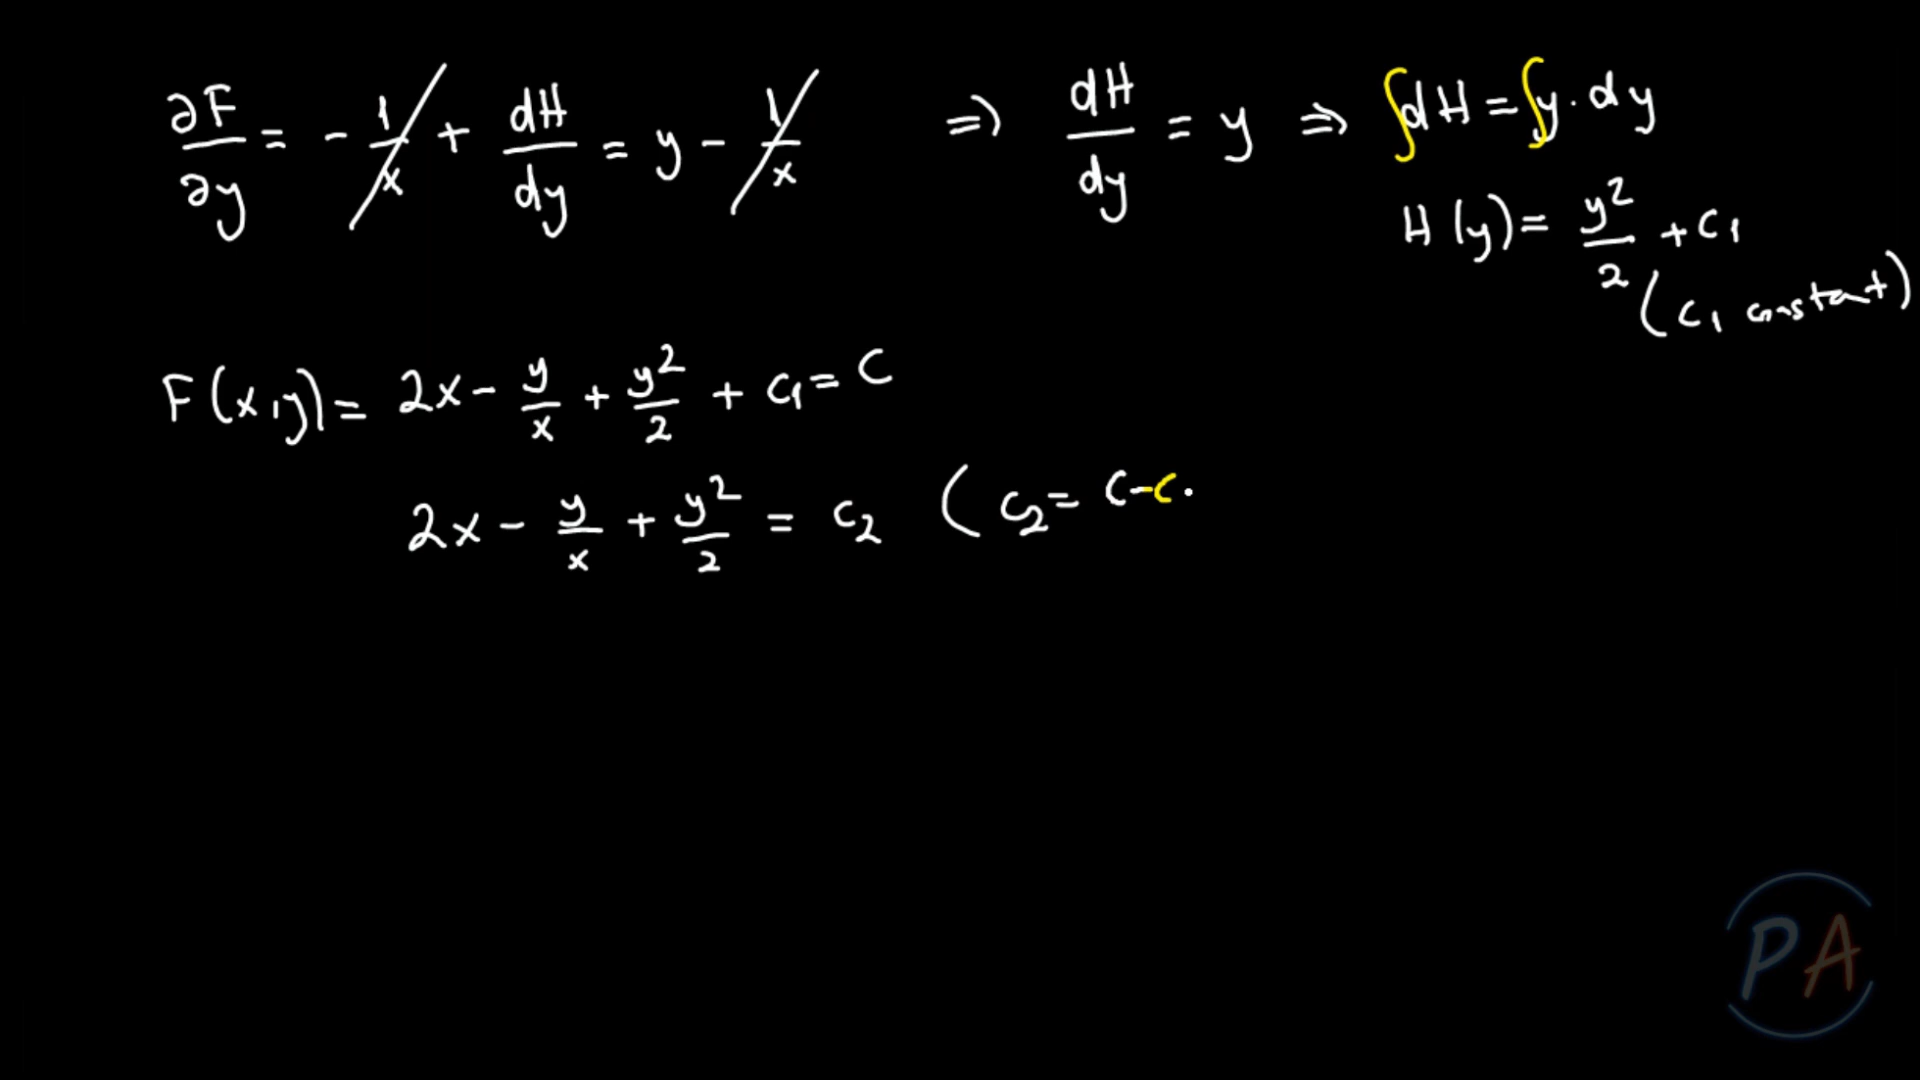 ∂F/∂y = - 1/x + dH/dy = y - 1/x ⇒ dH/dy = y ⇒ ∫dH = ∫y · dy
H(y) = y²/2 + c₁
(c₁ constant)
F(x,y) = 2x - y/x + y²/2 + c₁ = c
2x - y/x + y²/2 = c₂ ( c₂ = c - c
PA